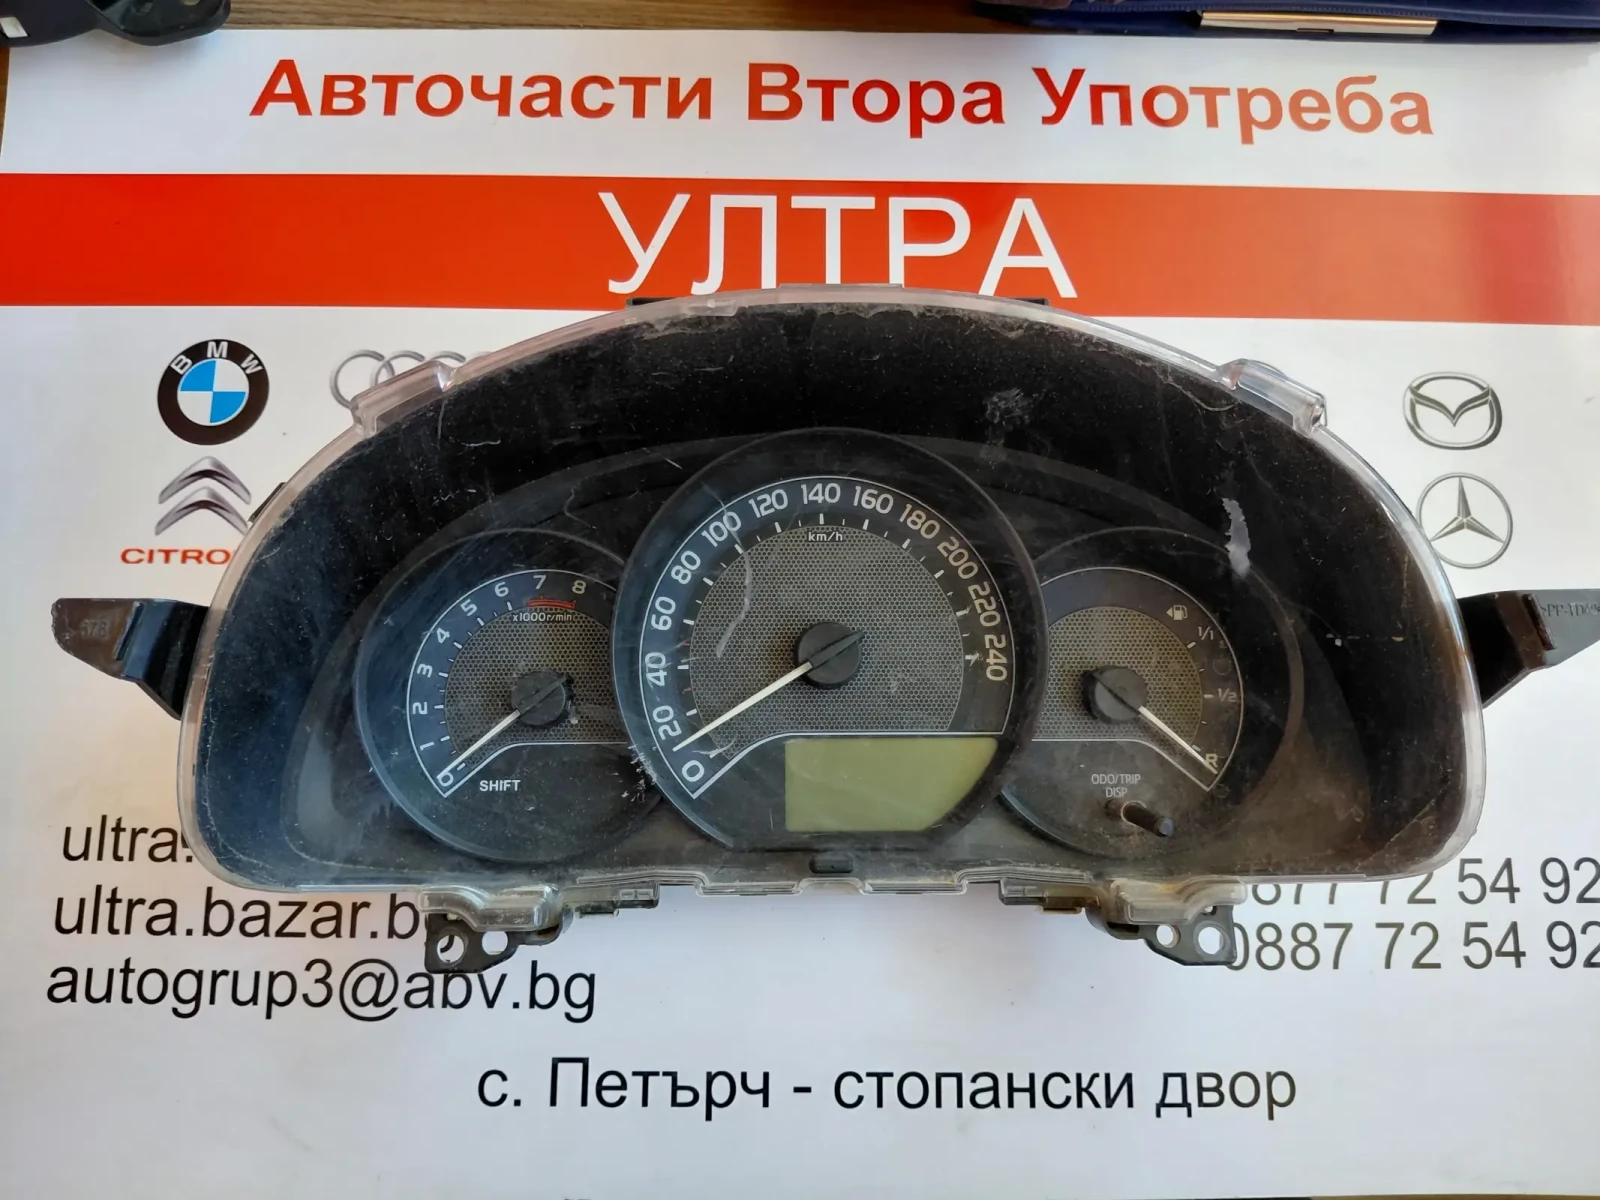 Авточасти Втора Употреба
УЛТРА
BMW
CITRO
120 140 160
100 180
80 200
60 220
40 240
20
0
km/h
8
7
6
5
4
3
2
1
0
x1000r/min
SHIFT
1/1
1/2
R
ODO/TRIP
DISP
678
ultra.
ultra.bazar.b
autogrup3@abv.bg
0877 72 54 92
0887 72 54 92
с. Петърч - стопански двор